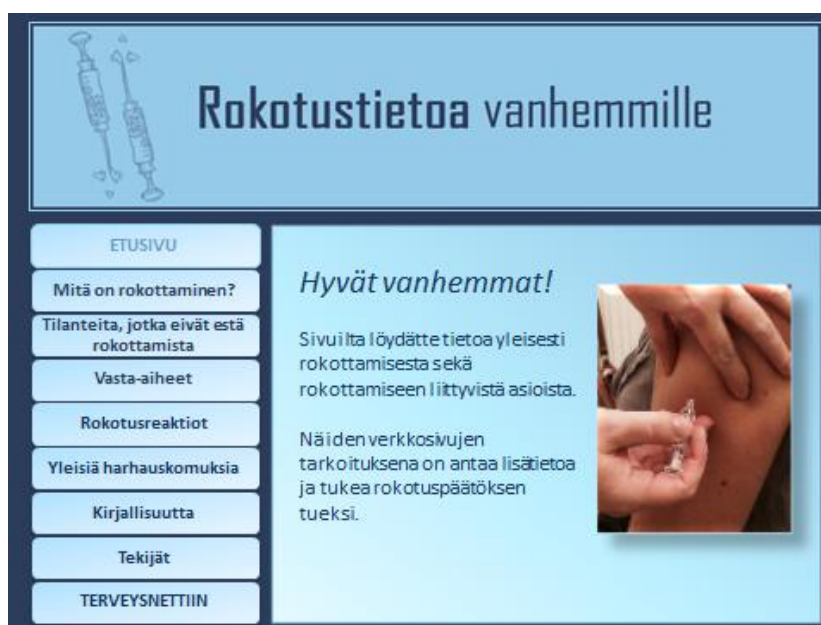 Rokotustietoa vanhemmille
ETUSIVU
Mitä on rokottaminen?
Tilanteita, jotka eivät estä
rokottamista
Vasta-aiheet
Rokotusreaktiot
Yleisiä harhauskomuksia
Kirjallisuutta
Tekijät
TERVEYSNETTIIN
Hyvät vanhemmat!
Sivuilta löydätte tietoa yleisesti
rokottamisesta sekä
rokottamiseen liittyvistä asioista.
Näiden verkkosivujen
tarkoituksena on antaa lisätietoa
ja tukea rokotuspäätöksen
tueksi.